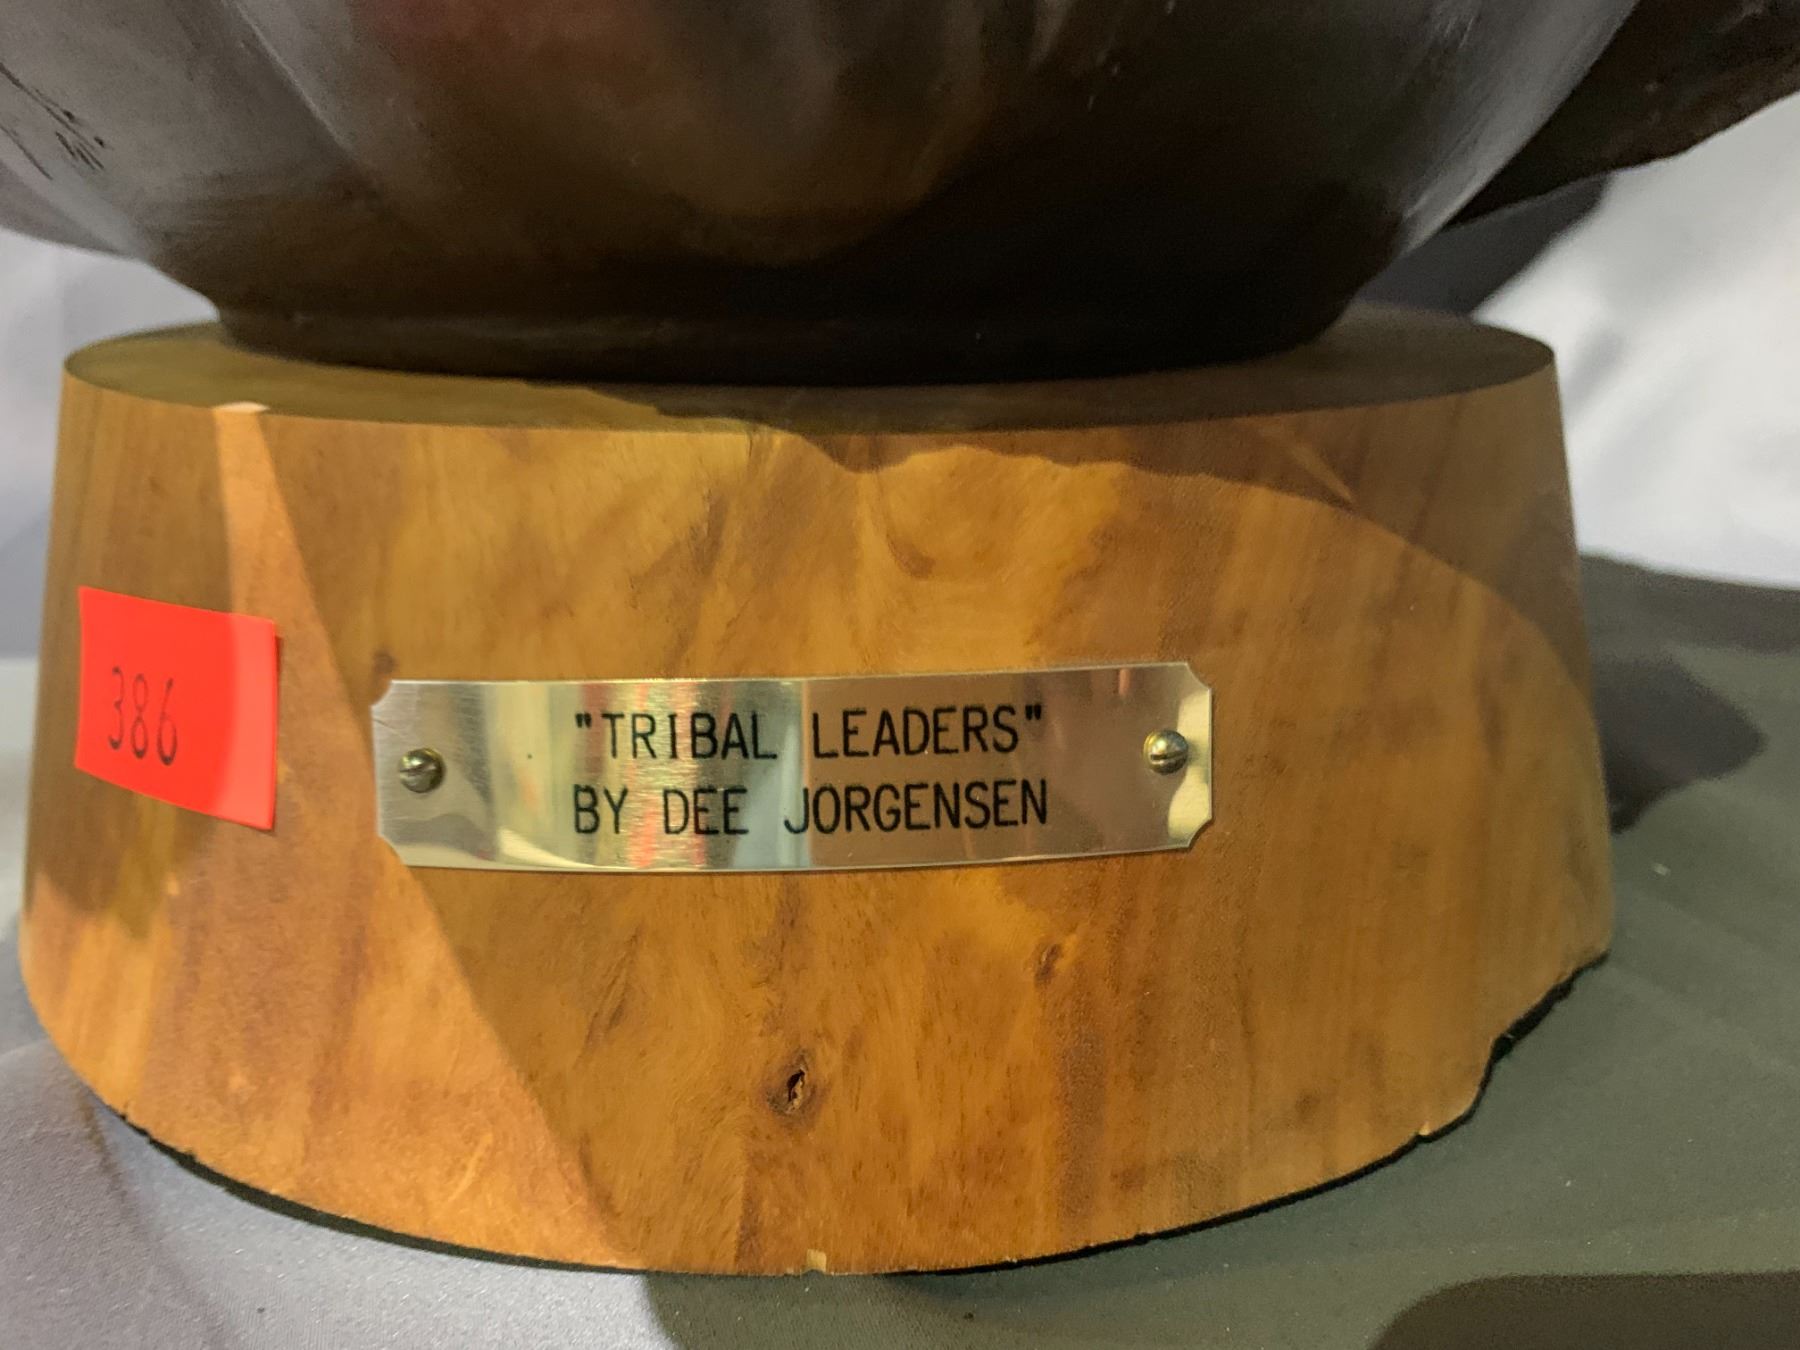 386
"TRIBAL LEADERS"
BY DEE JORGENSEN